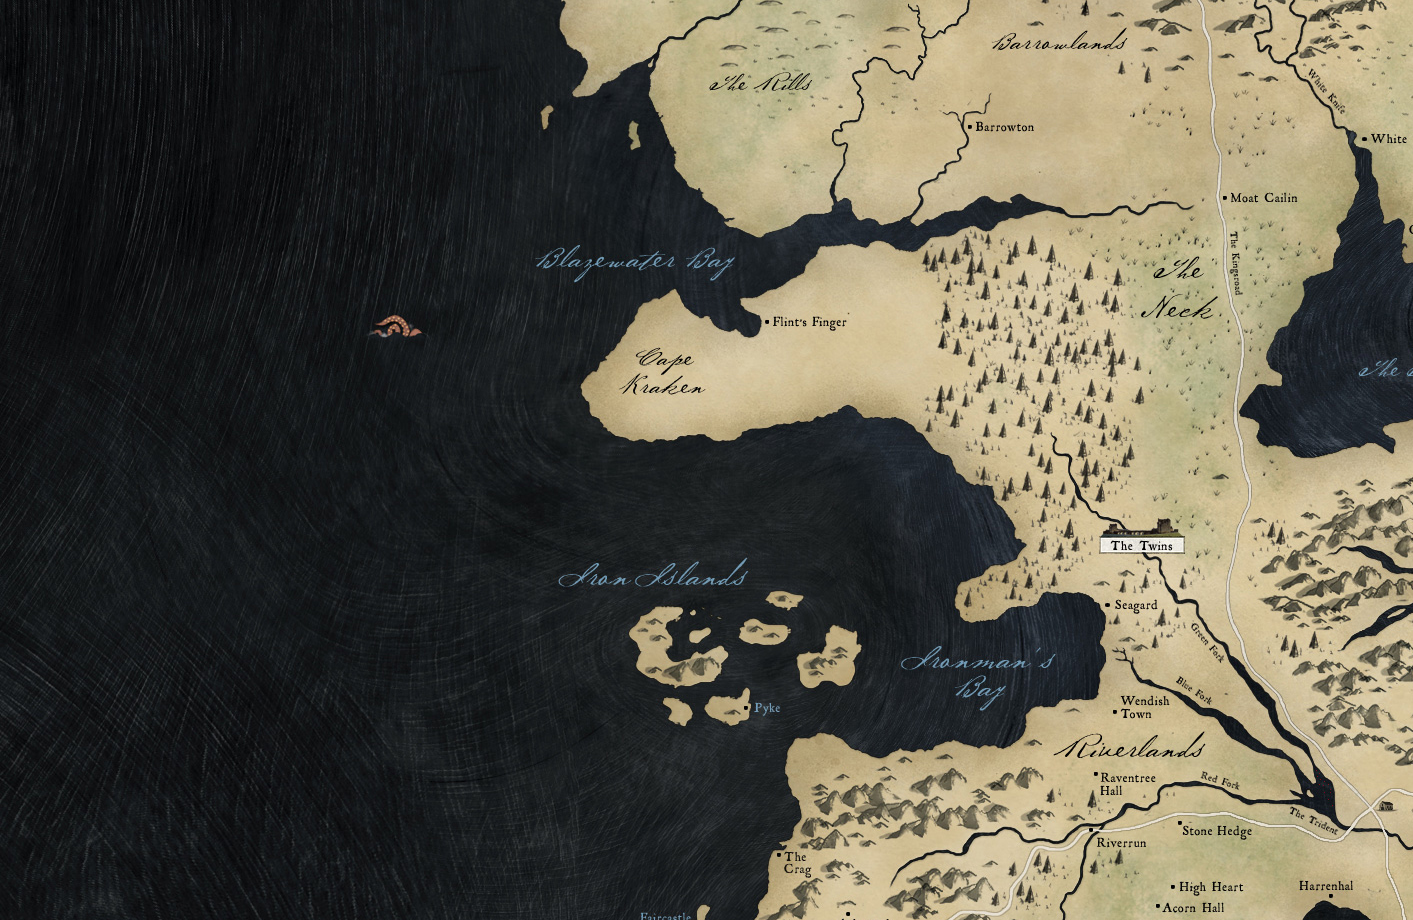 Barrowlands
The Rills
White Knife
Barrowton
White
Moat Cailin
The Kingsroad
Blazewater Bay
The
Neck
Flint's Finger
Cape
Kraken
The
The Twins
Iron Islands
Seagard
Green Fork
Ironman's
Bay
Blue Fork
Pyke
Wendish
Town
Riverlands
Raventree
Hall
Red Fork
The Trident
Stone Hedge
Riverrun
The
Crag
High Heart
Harrenhal
Acorn Hall
Faircastle